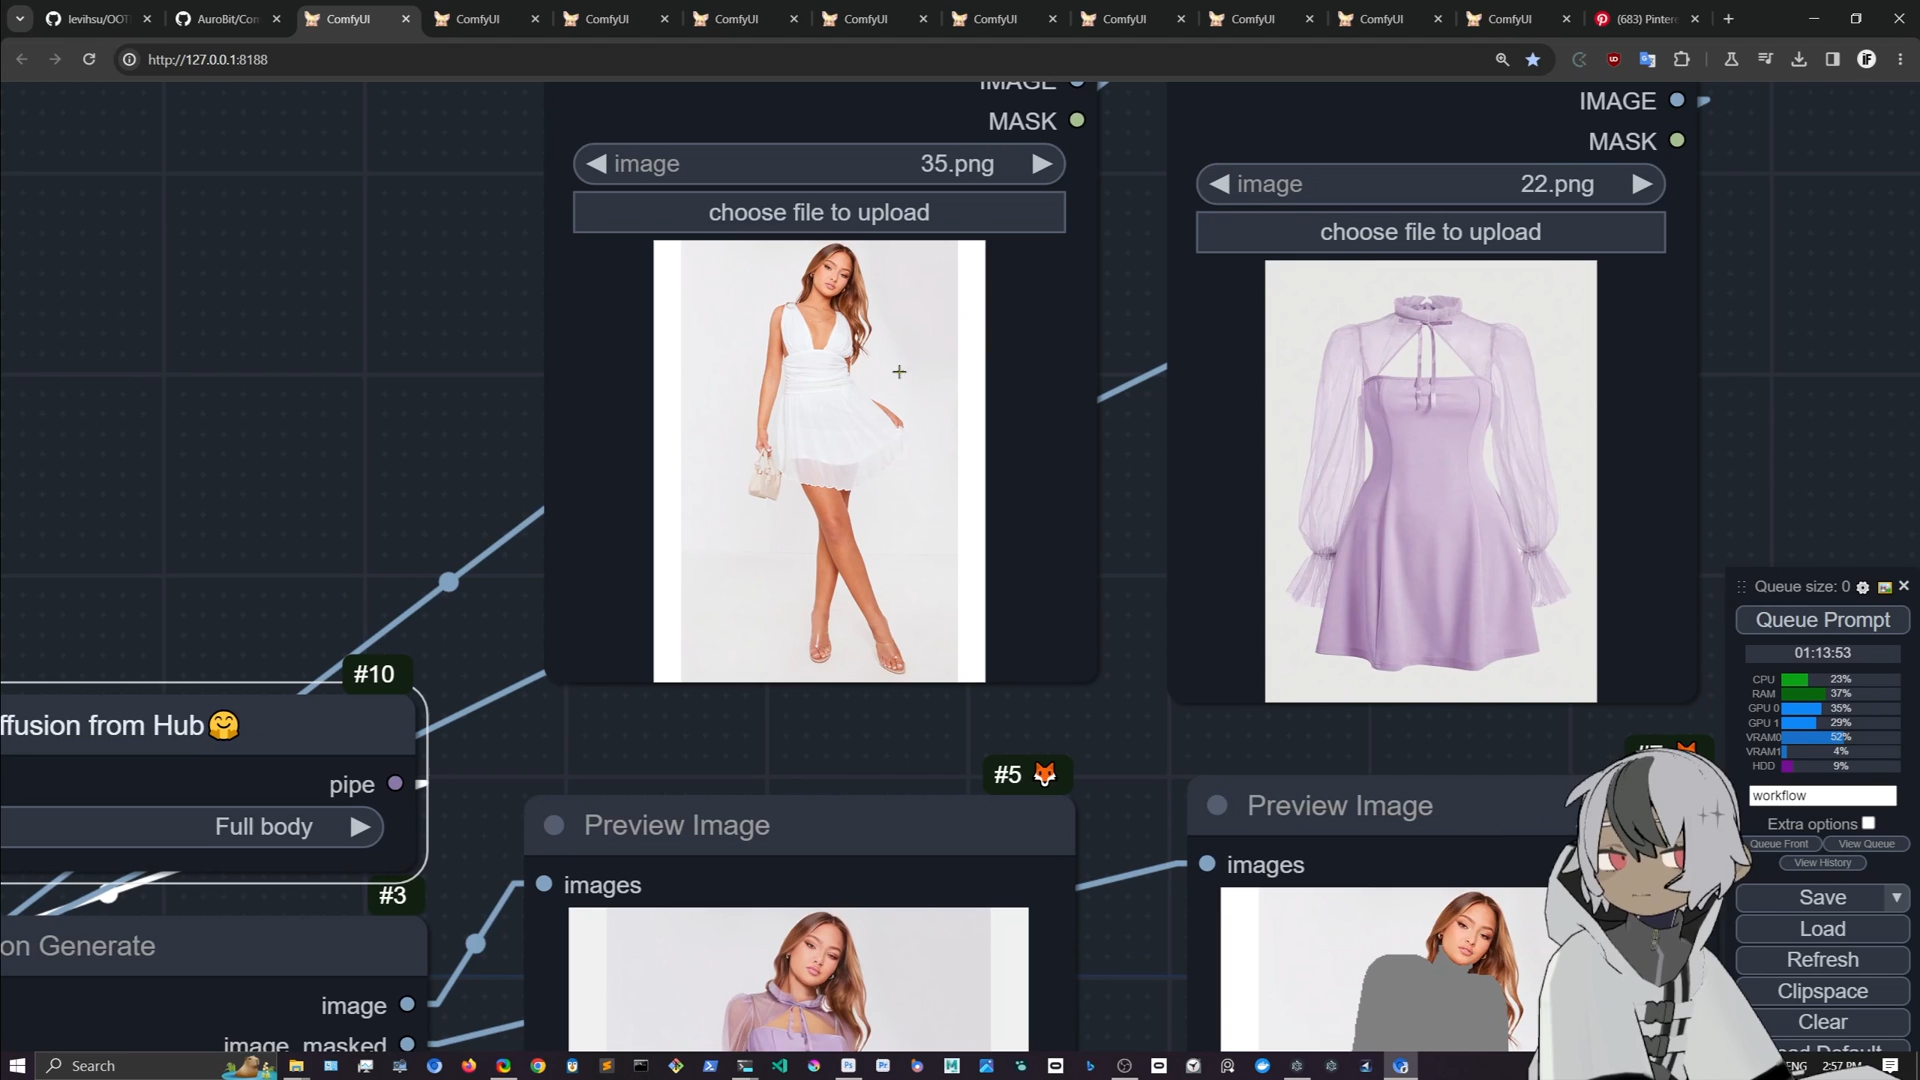 levihsu/OOT
AuroBit/Com
ComfyUI
ComfyUI
ComfyUI
ComfyUI
ComfyUI
ComfyUI
ComfyUI
ComfyUI
ComfyUI
ComfyUI
(683) Pintere
http://127.0.0.1:8188
IMAGE
MASK
image 35.png
choose file to upload
IMAGE
MASK
image 22.png
choose file to upload
#10
ffusion from Hub🤗
pipe
Full body
#3
on Generate
image
image_masked
#5 🦊
Preview Image
images
Preview Image
images
Queue size: 0
Queue Prompt
01:13:53
CPU 23%
RAM 37%
GPU 0 35%
GPU 1 29%
VRAM0 52%
VRAM1 4%
HDD 9%
workflow
Extra options
Queue Front View Queue
View History
Save
Load
Refresh
Clipspace
Clear
Search
ENG 2:57 PM